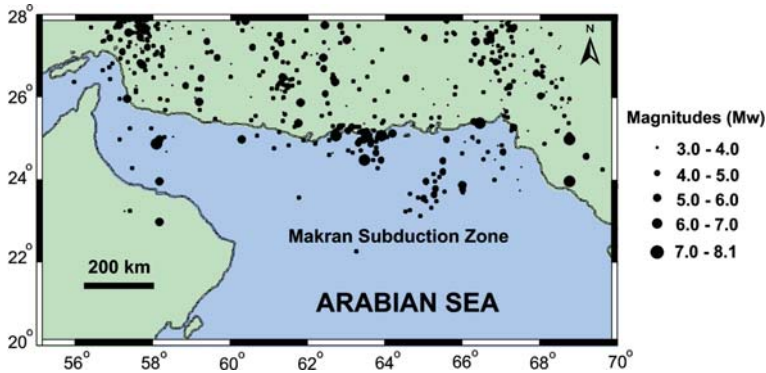 28°
26°
24°
22°
20°
56°
58°
60°
62°
64°
66°
68°
70°
N
Makran Subduction Zone
200 km
ARABIAN SEA
Magnitudes (Mw)
3.0 - 4.0
4.0 - 5.0
5.0 - 6.0
6.0 - 7.0
7.0 - 8.1